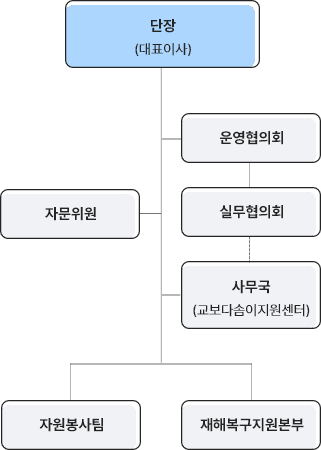 단장
(대표이사)
운영협의회
자문위원
실무협의회
사무국
(교보다솜이지원센터)
자원봉사팀
재해복구지원본부